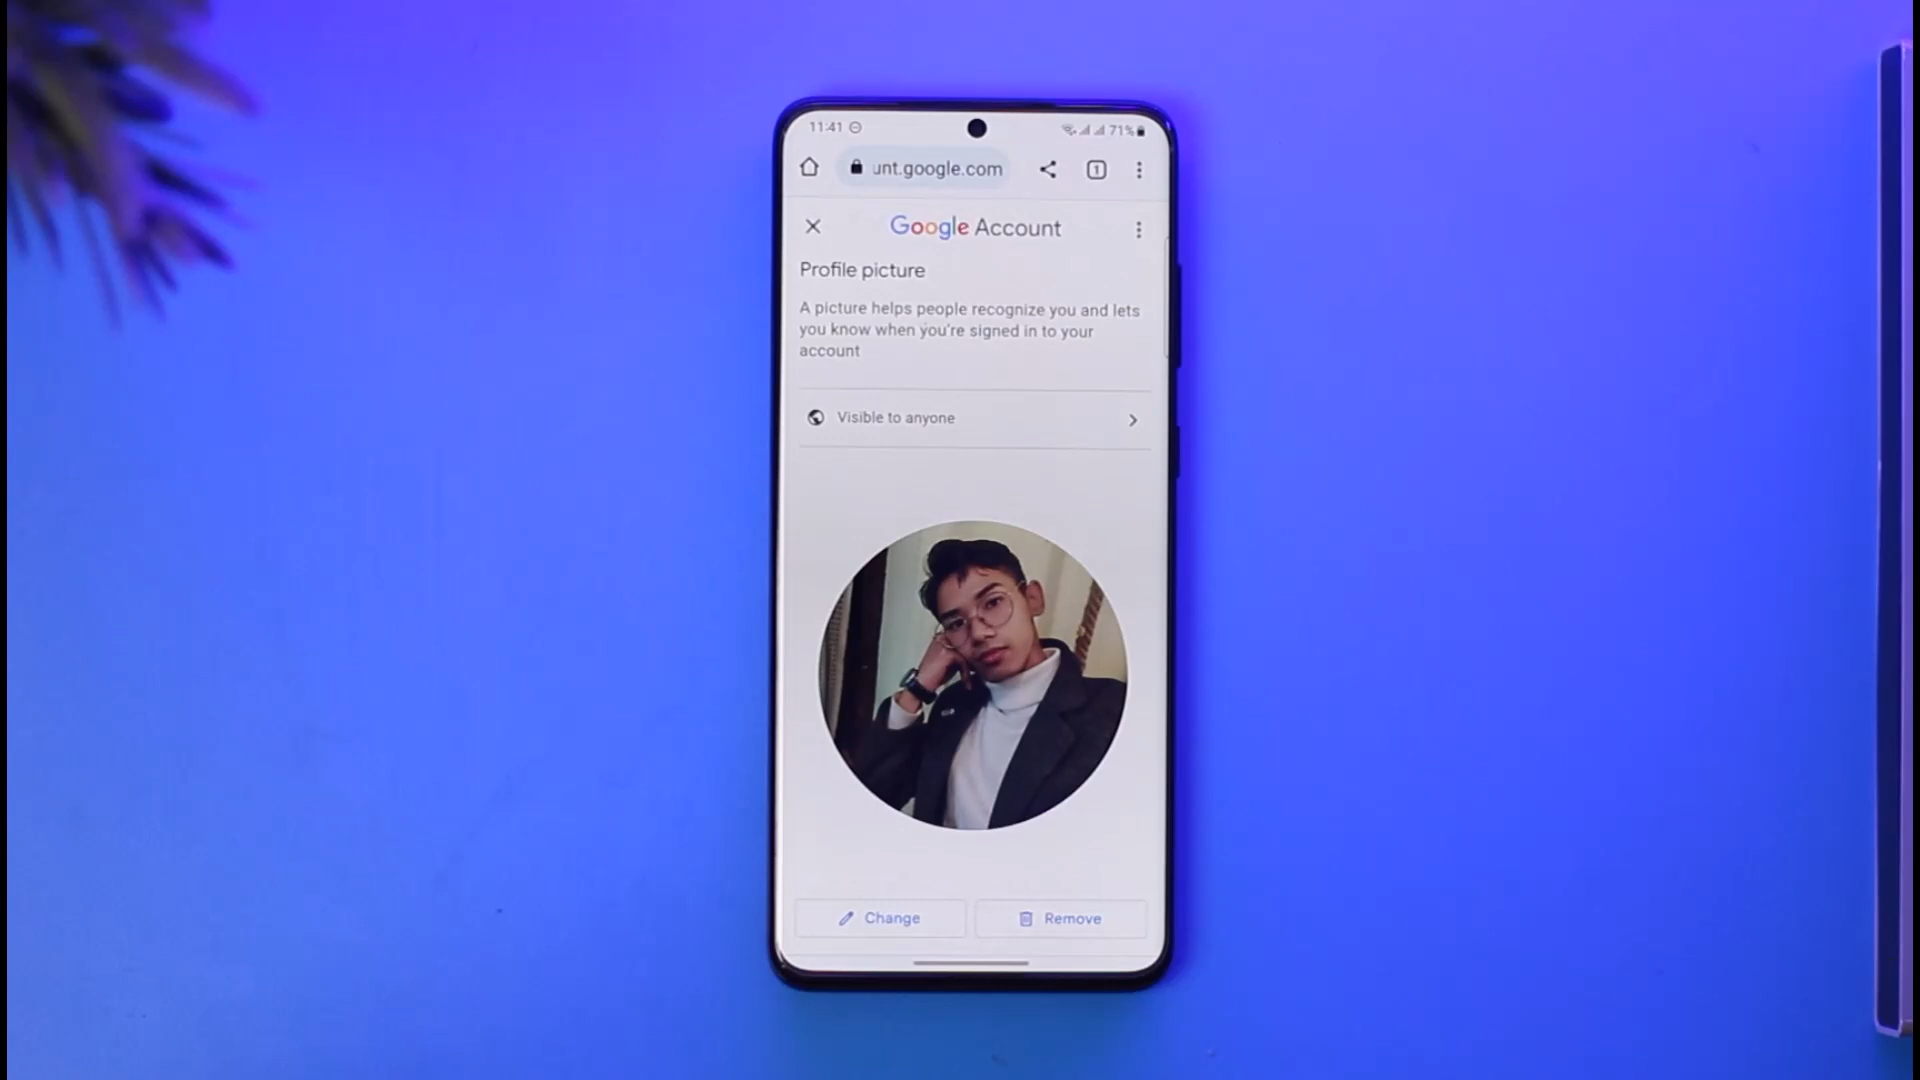 11:41
71%
unt.google.com
1
Google Account
Profile picture
A picture helps people recognize you and lets
you know when you're signed in to your
account
Visible to anyone
Change
Remove